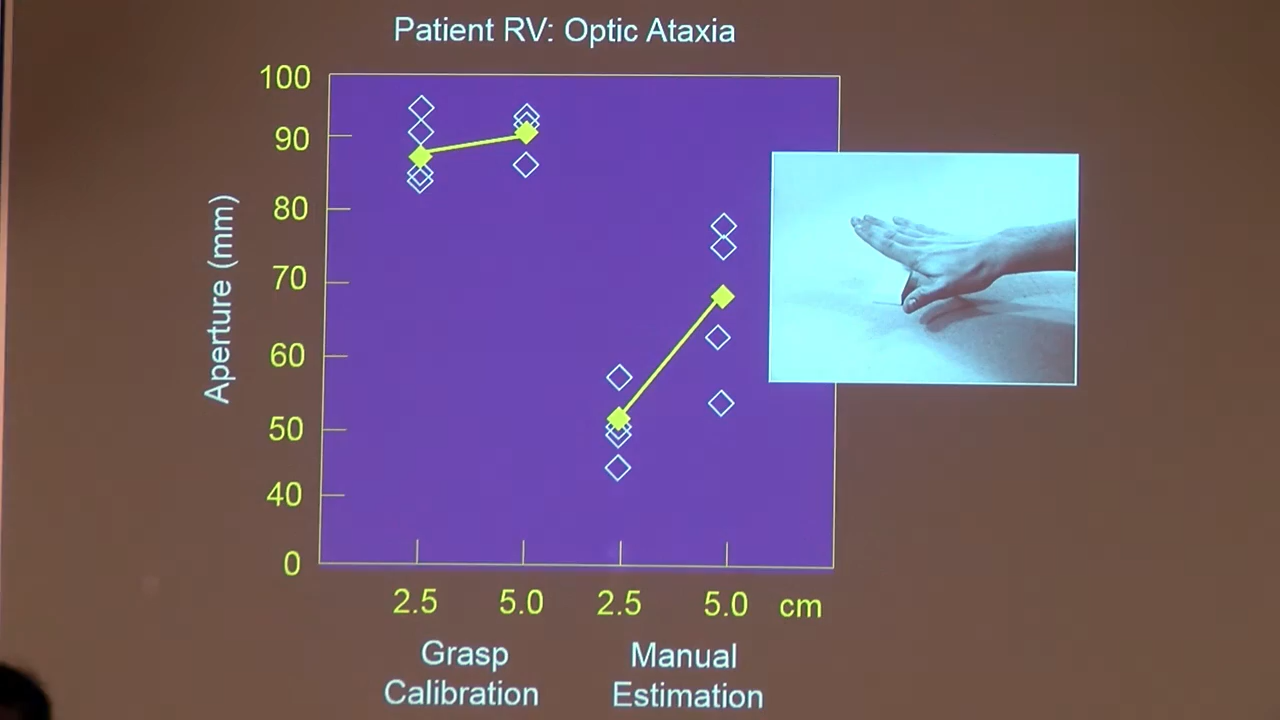 Patient RV: Optic Ataxia
100
90
80
70
60
50
40
0
Aperture (mm)
2.5 5.0 2.5 5.0 cm
Grasp Calibration
Manual Estimation